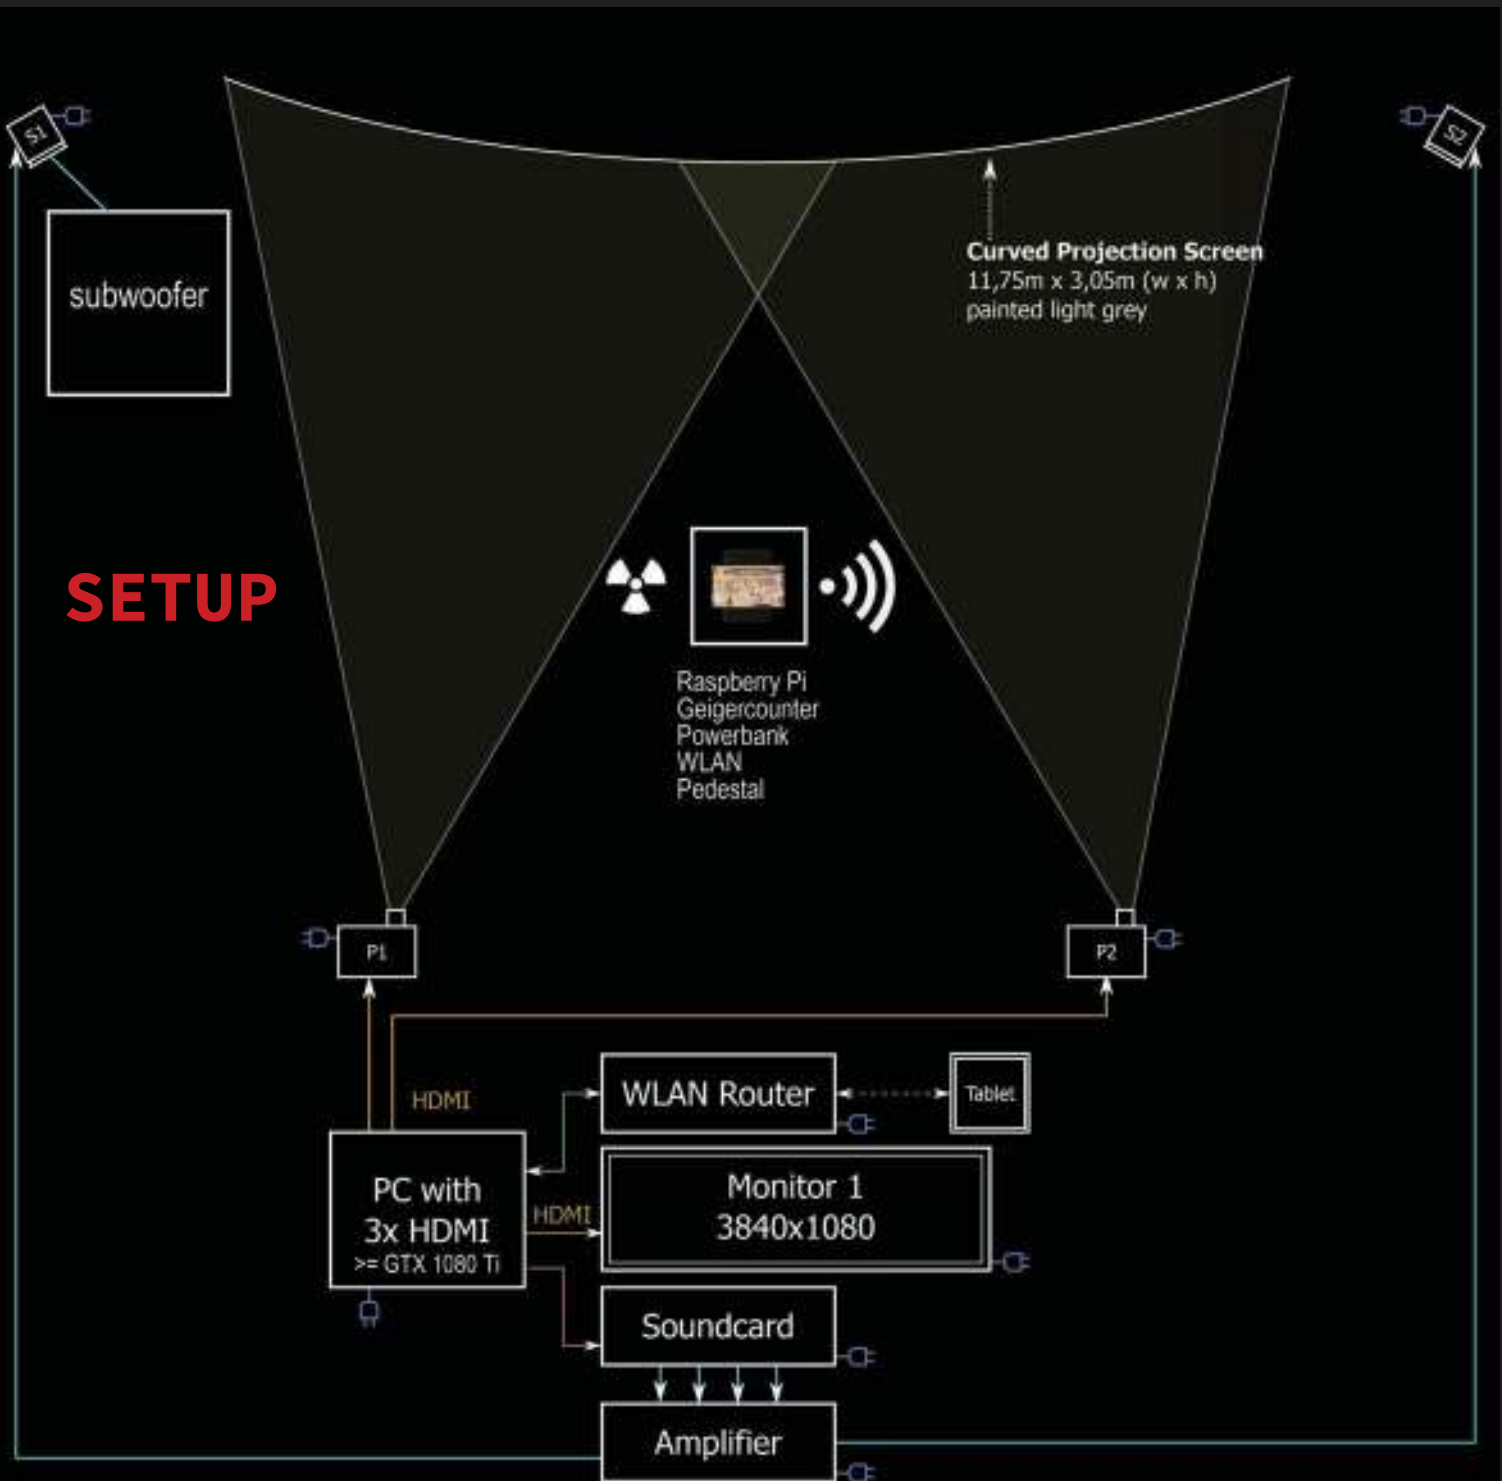 S1
S2
subwoofer
Curved Projection Screen
11,75m x 3,05m (w x h)
painted light grey
SETUP
Raspberry Pi
Geigercounter
Powerbank
WLAN
Pedestal
P1
P2
HDMI
WLAN Router
Tablet
PC with
3x HDMI
>= GTX 1080 Ti
HDMI
Monitor 1
3840x1080
Soundcard
Amplifier